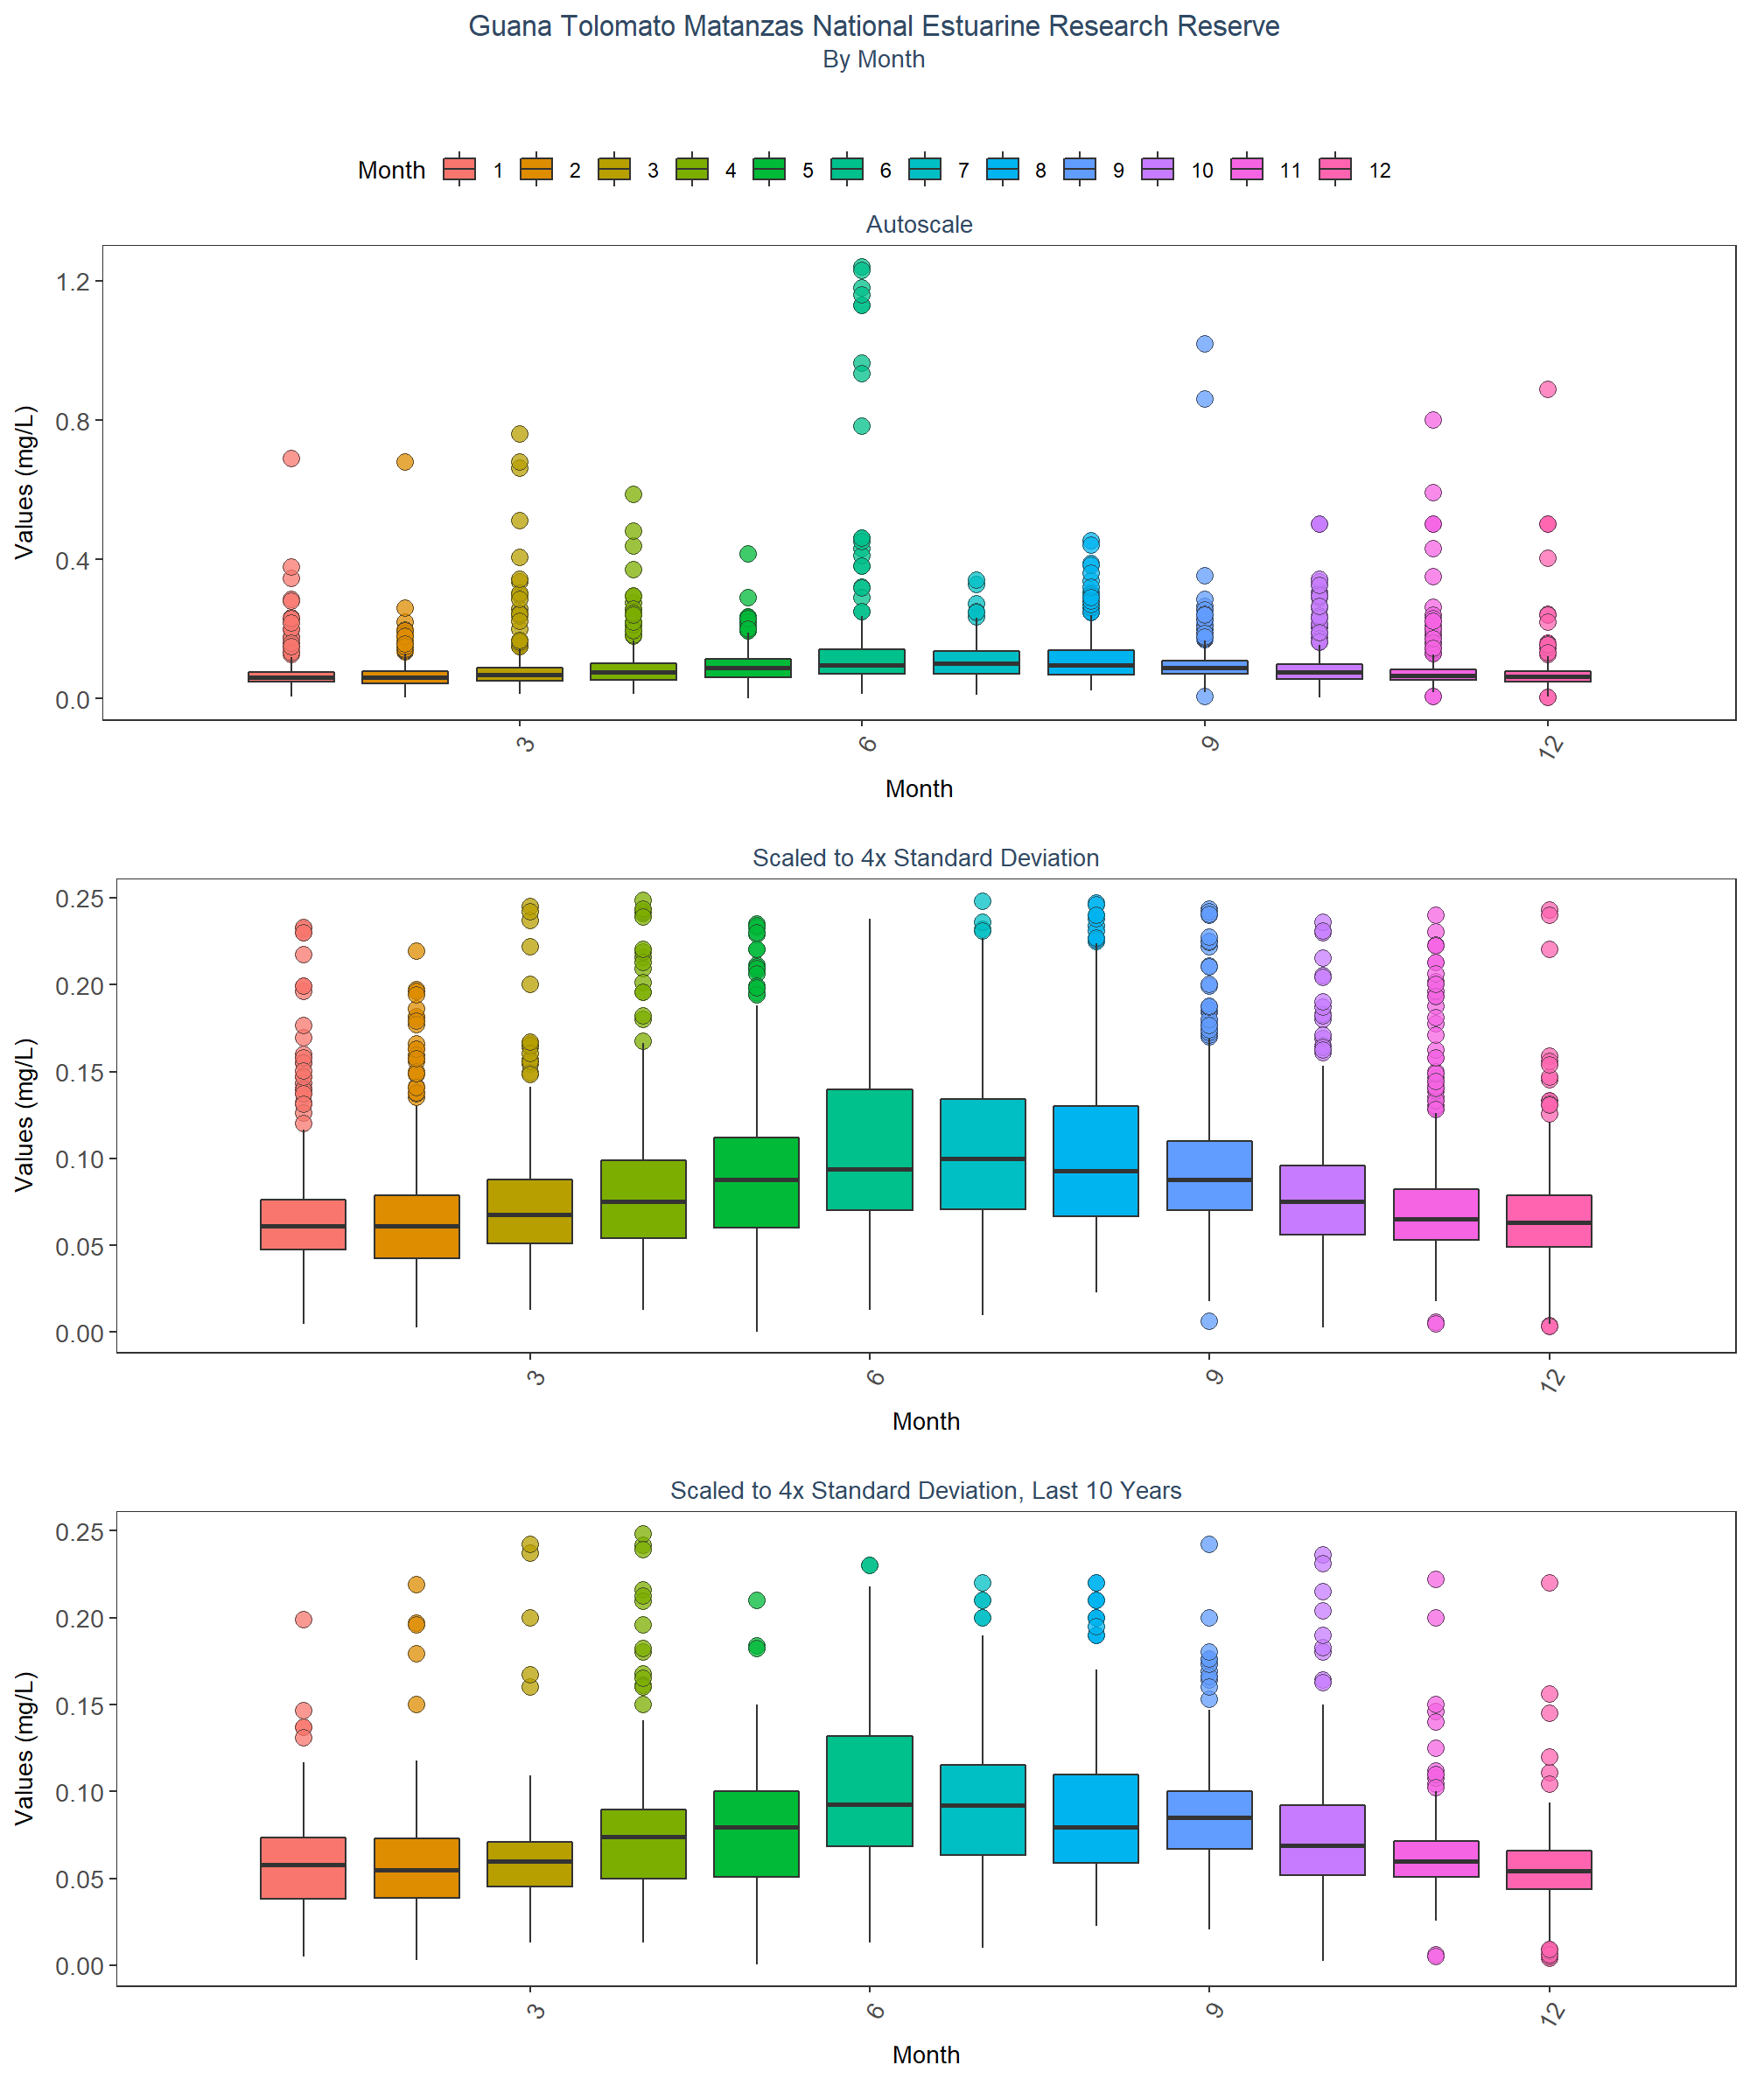 Guana Tolomato Matanzas National Estuarine Research Reserve
By Month
Month 1 2 3 4 5 6 7 8 9 10 11 12
Autoscale
Values (mg/L)
1.2
0.8
0.4
0.0
3 6 9 12
Month
Scaled to 4x Standard Deviation
Values (mg/L)
0.25
0.20
0.15
0.10
0.05
0.00
3 6 9 12
Month
Scaled to 4x Standard Deviation, Last 10 Years
Values (mg/L)
0.25
0.20
0.15
0.10
0.05
0.00
3 6 9 12
Month